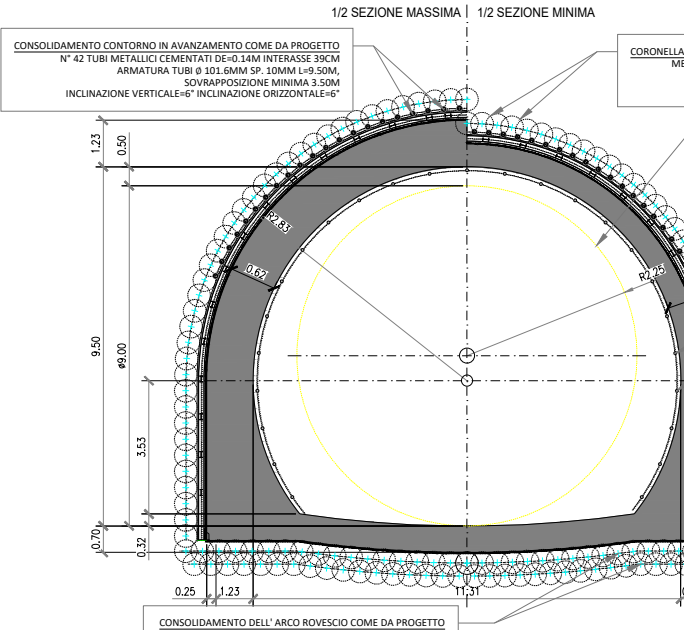 1/2 SEZIONE MASSIMA 1/2 SEZIONE MINIMA
CONSOLIDAMENTO CONTORNO IN AVANZAMENTO COME DA PROGETTO
N° 42 TUBI METALLICI CEMENTATI DE=0.14M INTERASSE 39CM
ARMATURA TUBI Ø 101.6MM SP. 10MM L=9.50M,
SOVRAPPOSIZIONE MINIMA 3.50M
INCLINAZIONE VERTICALE=6° INCLINAZIONE ORIZZONTALE=6°
CORONELLA
ME
1.23
0.50
R2.83
0.62
R2.25
9.50
ø9.00
3.53
0.70
0.32
0.25
1.23
11.31
CONSOLIDAMENTO DELL' ARCO ROVESCIO COME DA PROGETTO